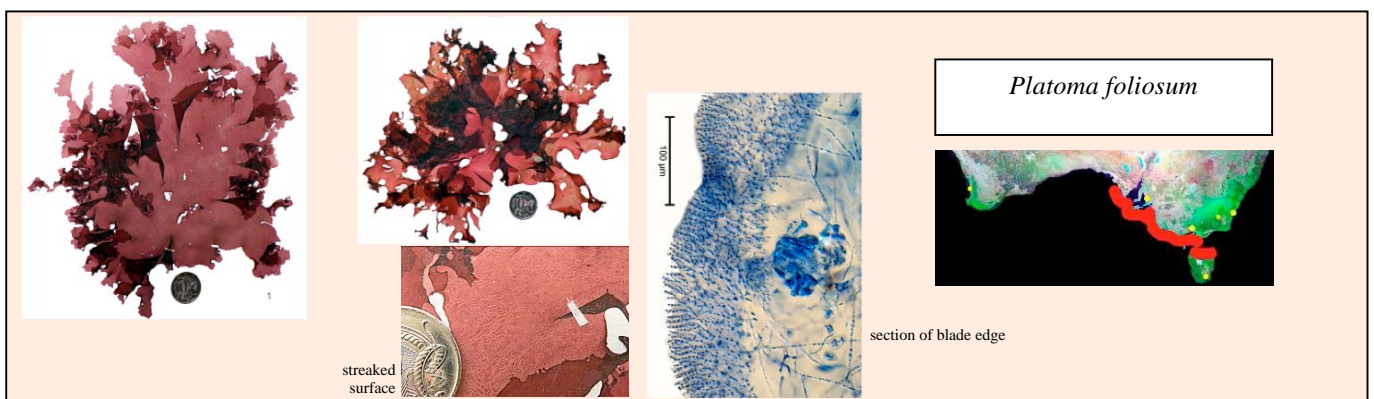 Platoma foliosum
100 µm
section of blade edge
streaked
surface